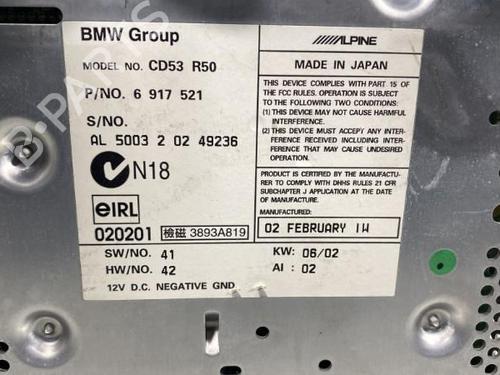 BMW Group
MODEL NO. CD53 R50
P/NO. 6 917 521
S/NO.
AL 5003 2 02 49236
N18
eIRL
020201 檢磁 3893A819
SW/NO. 41
HW/NO. 42
12V D.C. NEGATIVE GND
ALPINE
MADE IN JAPAN
THIS DEVICE COMPLIES WITH PART 15
OF THE FCC RULES. OPERATION IS SUBJECT
TO THE FOLLOWING TWO CONDITIONS:
(1) THIS DEVICE MAY NOT CAUSE HARMFUL
INTERFERENCE.
(2) THIS DEVICE MUST ACCEPT ANY INTER-
FERENCE RECEIVED INCLUDING INTER-
FERENCE THAT MAY CAUSE UNDESIRED
OPERATION.
PRODUCT IS CERTIFIED BY THE MANUFACTU-
RER TO COMPLY WITH DHHS RULES 21 CFR
SUBCHAPTER J APPLICATION AT THE DATE
OF MANUFACTURE.
MANUFACTURED:
02 FEBRUARY 1W
KW: 06/02
AI : 02